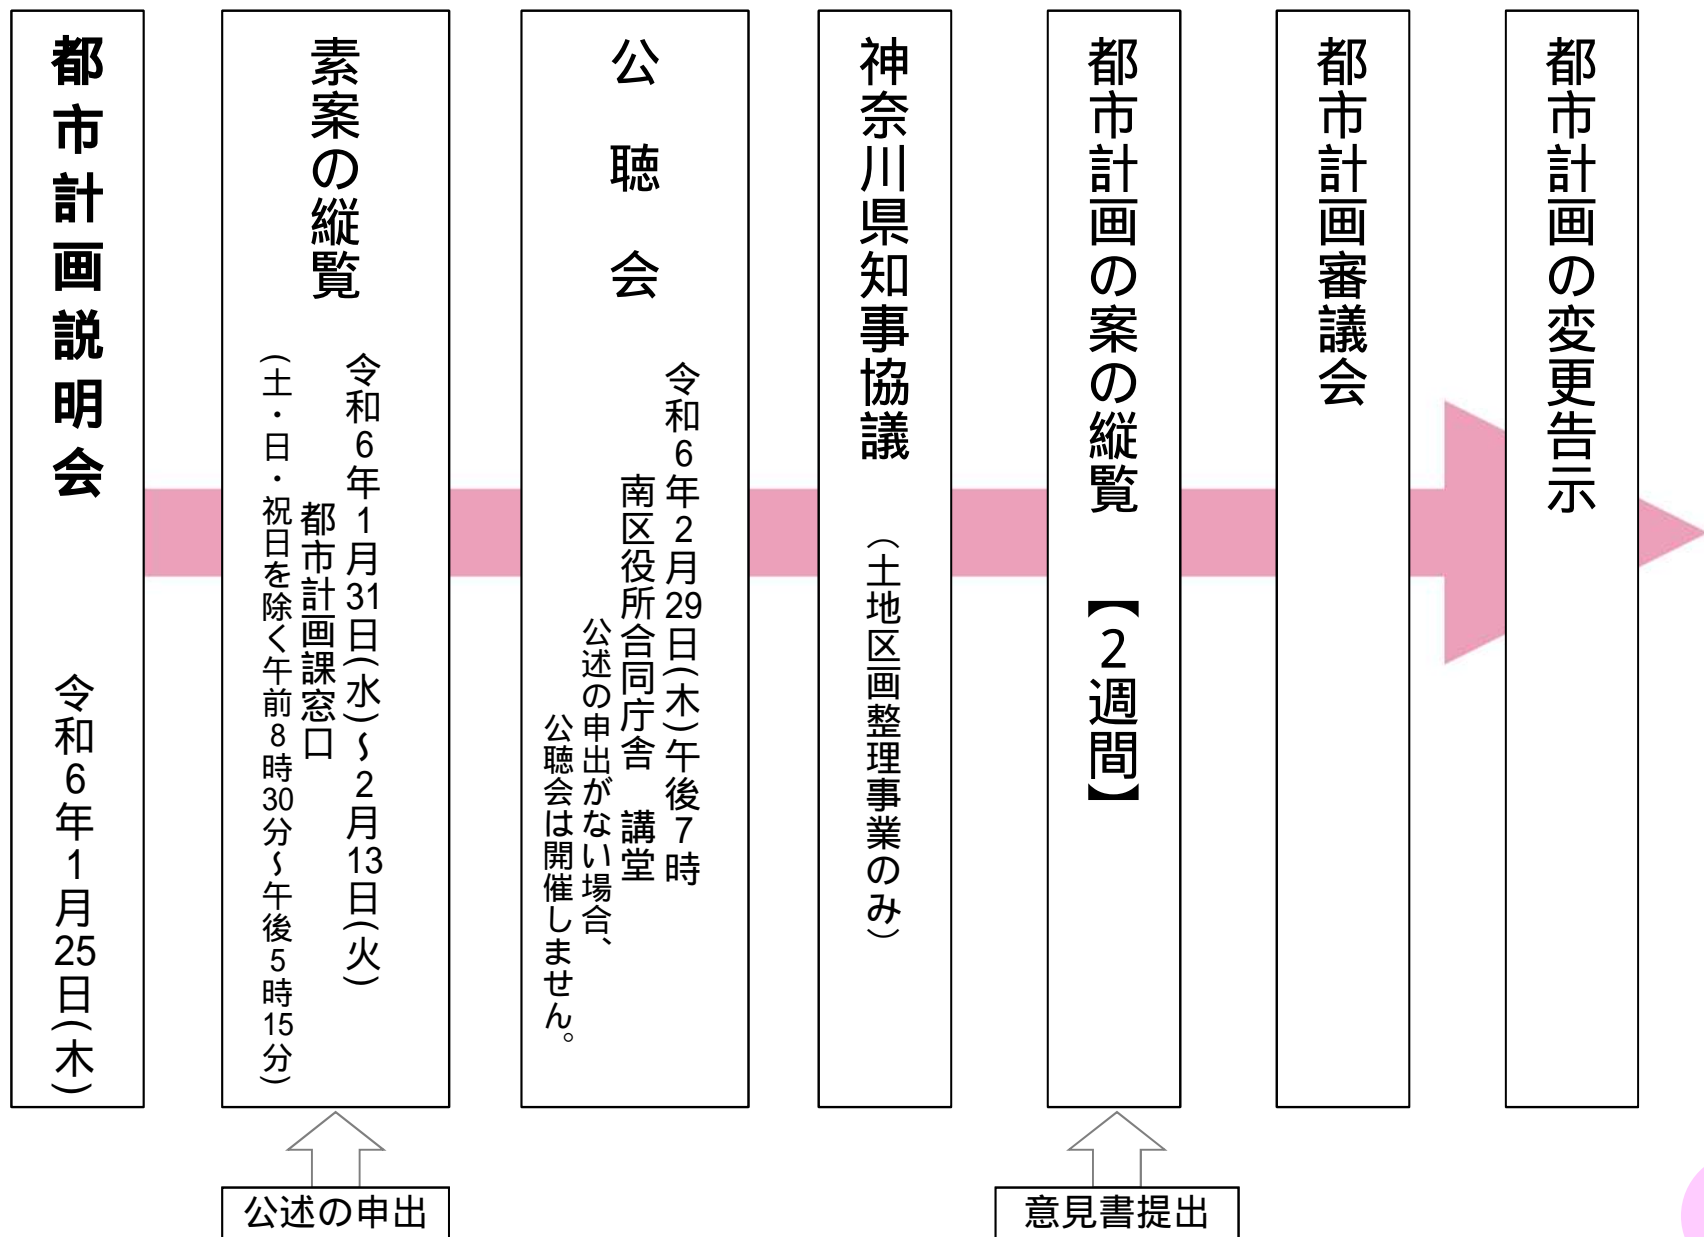 都市計画説明会　令和6年1月25日(木)
素案の縦覧
令和6年1月31日(水)～2月13日(火)
都市計画課窓口
(土・日・祝日を除く午前8時30分～午後5時15分)
公述の申出
公聴会
令和6年2月29日(木)午後7時
南区役所合同庁舎　講堂
公述の申出がない場合、
公聴会は開催しません。
神奈川県知事協議（土地区画整理事業のみ）
都市計画の案の縦覧　【2週間】
意見書提出
都市計画審議会
都市計画の変更告示